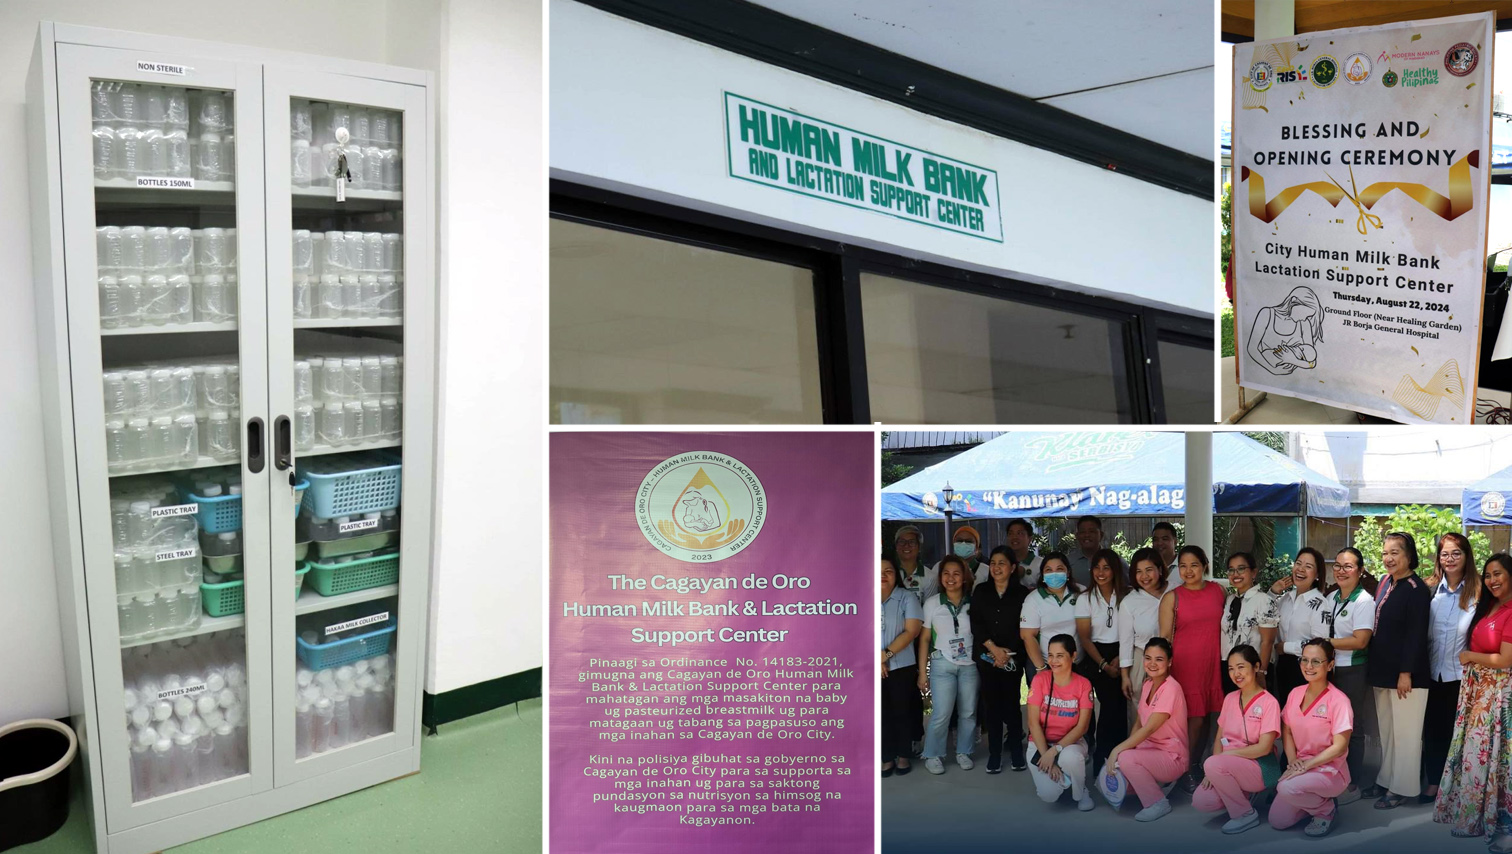 NON STERILE
BOTTLES 150ML
PLASTIC TRAY
STEEL TRAY
PLASTIC TRAY
HAKAA MILK COLLECTOR
BOTTLES 240ML
HUMAN MILK BANK
AND LACTATION SUPPORT CENTER
RISE
MODERN NANAYS
Healthy
Pilipinas
BLESSING AND
OPENING CEREMONY
City Human Milk Bank
Lactation Support Center
Thursday, August 22, 2024
Ground Floor (Near Healing Garden)
JR Borja General Hospital
CAGAYAN DE ORO CITY – HUMAN MILK BANK & LACTATION SUPPORT CENTER
2023
The Cagayan de Oro
Human Milk Bank & Lactation
Support Center
Pinaagi sa Ordinance No. 14183-2021,
gimugna ang Cagayan de Oro Human Milk
Bank & Lactation Support Center para
mahatagan ang mga masakiton na baby
ug pasteurized breastmilk ug para
matagaan ug tabang sa pagpasuso ang
mga inahan sa Cagayan de Oro City.
Kini na polisiya gibuhat sa gobyerno sa
Cagayan de Oro City para sa supporta sa
mga inahan ug para sa saktong
pundasyon sa nutrisyon sa himsog na
kaugmaon para sa mga bata na
Kagayanon.
"Kanunay Nag-alag